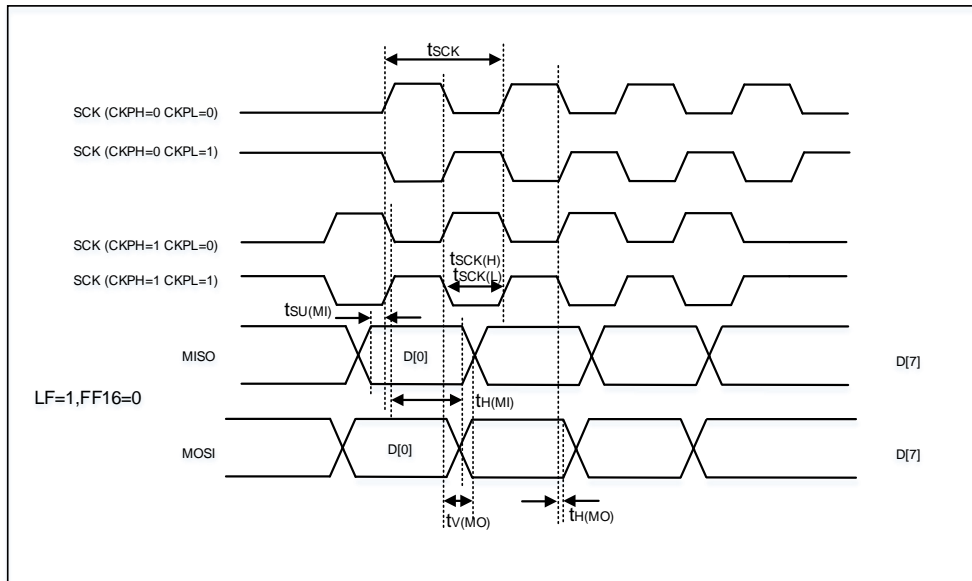 tSCK
SCK (CKPH=0 CKPL=0)
SCK (CKPH=0 CKPL=1)
SCK (CKPH=1 CKPL=0)
tSCK(H)
SCK (CKPH=1 CKPL=1)
tSCK(L)
tSU(MI)
MISO
D[0]
D[7]
LF=1,FF16=0
tH(MI)
MOSI
D[0]
D[7]
tV(MO)
tH(MO)